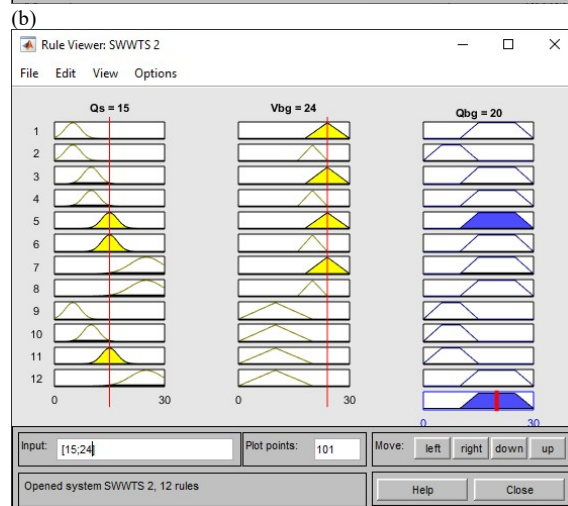 (b)
Rule Viewer: SWWTS 2
File Edit View Options
Qs = 15 Vbg = 24 Qbg = 20
1
2
3
4
5
6
7
8
9
10
11
12
0 30 0 30
0 30
Input: [15;24] Plot points: 101 Move: left right down up
Opened system SWWTS 2, 12 rules Help Close